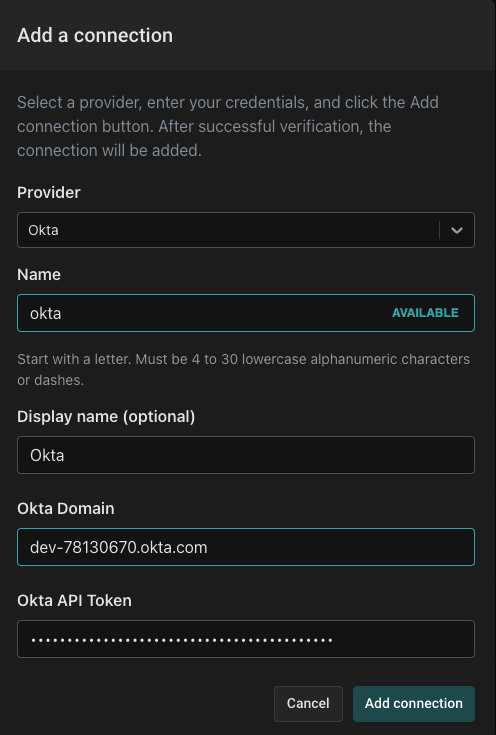 Add a connection
Select a provider, enter your credentials, and click the Add
connection button. After successful verification, the
connection will be added.
Provider
Okta
Name
okta
AVAILABLE
Start with a letter. Must be 4 to 30 lowercase alphanumeric characters
or dashes.
Display name (optional)
Okta
Okta Domain
dev-78130670.okta.com
Okta API Token
••••••••••••••••••••••••••••••••••••••••••
Cancel
Add connection